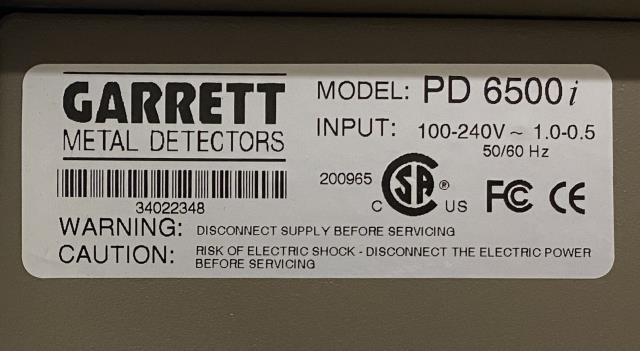 GARRETT
METAL DETECTORS
MODEL: PD 6500i
INPUT: 100-240V ~ 1.0-0.5
50/60 Hz
34022348
200965 C SA ® US FC CE
WARNING: DISCONNECT SUPPLY BEFORE SERVICING
CAUTION: RISK OF ELECTRIC SHOCK - DISCONNECT THE ELECTRIC POWER
BEFORE SERVICING